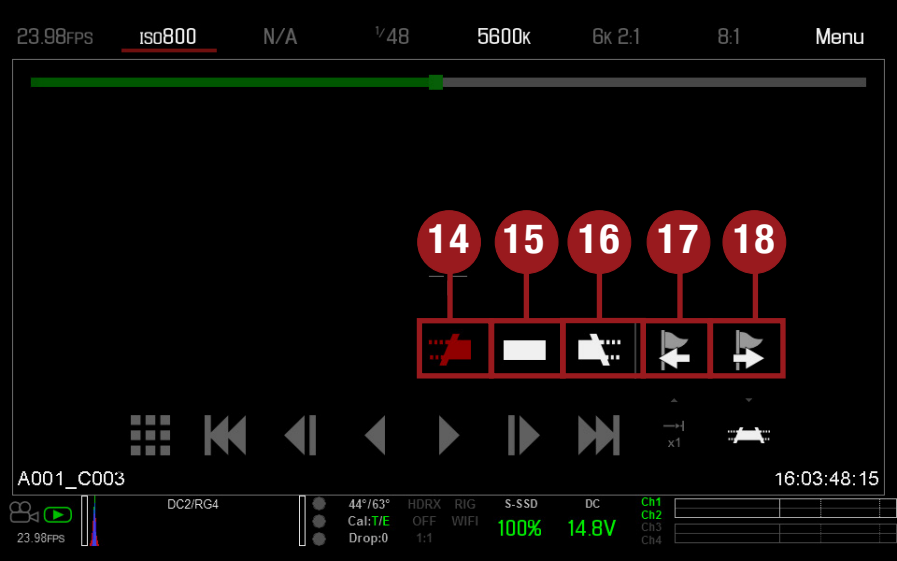 23.98FPS ISO800 N/A 1/48 5600K 6K 2:1 8:1 Menu
14 15 16 17 18
x1
A001_C003 16:03:48:15
DC2/RG4 44°/63° HDRX RIG S-SSD DC Ch1
Cal:T/E OFF WIFI 100% 14.8V Ch2
23.98FPS Drop:0 1:1 Ch3
Ch4